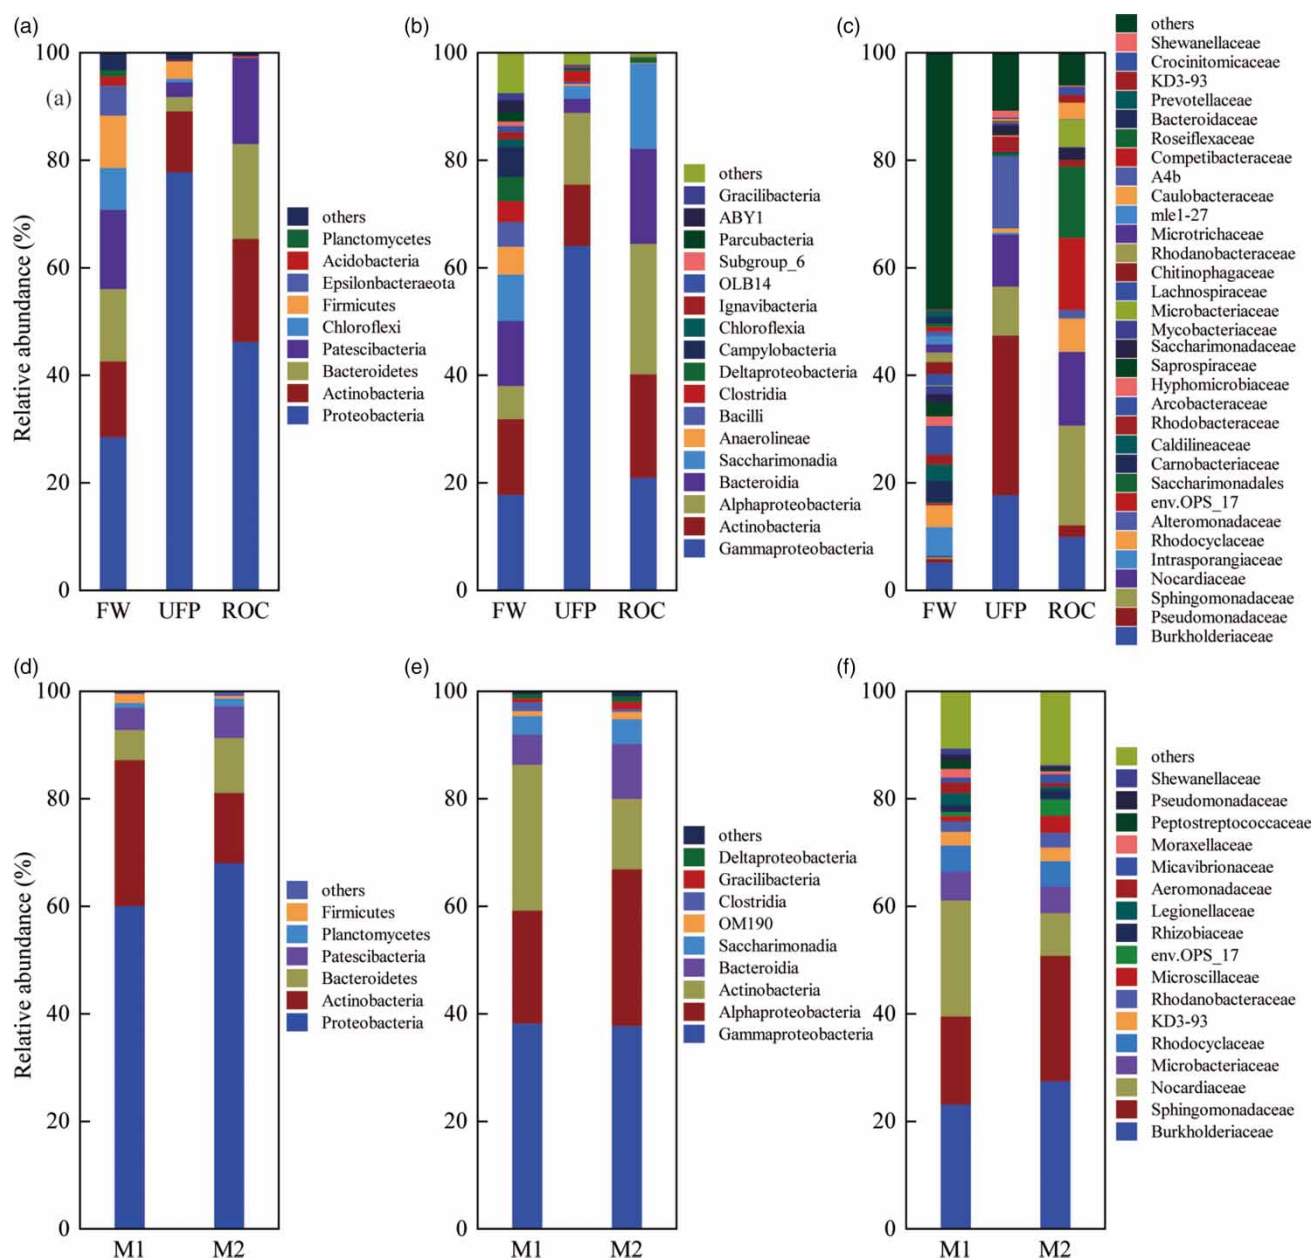 (a)
Relative abundance (%)
100
80
60
40
20
0
(a)
FW UFP ROC
others
Planctomycetes
Acidobacteria
Epsilonbacteraeota
Firmicutes
Chloroflexi
Patescibacteria
Bacteroidetes
Actinobacteria
Proteobacteria
(b)
100
80
60
40
20
0
FW UFP ROC
others
Gracilibacteria
ABY1
Parcubacteria
Subgroup_6
OLB14
Ignavibacteria
Chloroflexia
Campylobacteria
Deltaproteobacteria
Clostridia
Bacilli
Anaerolineae
Saccharimonadia
Bacteroidia
Alphaproteobacteria
Actinobacteria
Gammaproteobacteria
(c)
100
80
60
40
20
0
FW UFP ROC
others
Shewanellaceae
Crocinitomicaceae
KD3-93
Prevotellaceae
Bacteroidaceae
Roseiflexaceae
Competibacteraceae
A4b
Caulobacteraceae
mle1-27
Microtrichaceae
Rhodanobacteraceae
Chitinophagaceae
Lachnospiraceae
Microbacteriaceae
Mycobacteriaceae
Saccharimonadaceae
Saprospiraceae
Hyphomicrobiaceae
Arcobacteraceae
Rhodobacteraceae
Caldilineaceae
Carnobacteriaceae
Saccharimonadales
env.OPS_17
Alteromonadaceae
Rhodocyclaceae
Intrasporangiaceae
Nocardiaceae
Sphingomonadaceae
Pseudomonadaceae
Burkholderiaceae
(d)
Relative abundance (%)
100
80
60
40
20
0
M1 M2
others
Firmicutes
Planctomycetes
Patescibacteria
Bacteroidetes
Actinobacteria
Proteobacteria
(e)
100
80
60
40
20
0
M1 M2
others
Deltaproteobacteria
Gracilibacteria
Clostridia
OM190
Saccharimonadia
Bacteroidia
Actinobacteria
Alphaproteobacteria
Gammaproteobacteria
(f)
100
80
60
40
20
0
M1 M2
others
Shewanellaceae
Pseudomonadaceae
Peptostreptococcaceae
Moraxellaceae
Micavibrionaceae
Aeromonadaceae
Legionellaceae
Rhizobiaceae
env.OPS_17
Microscillaceae
Rhodanobacteraceae
KD3-93
Rhodocyclaceae
Microbacteriaceae
Nocardiaceae
Sphingomonadaceae
Burkholderiaceae